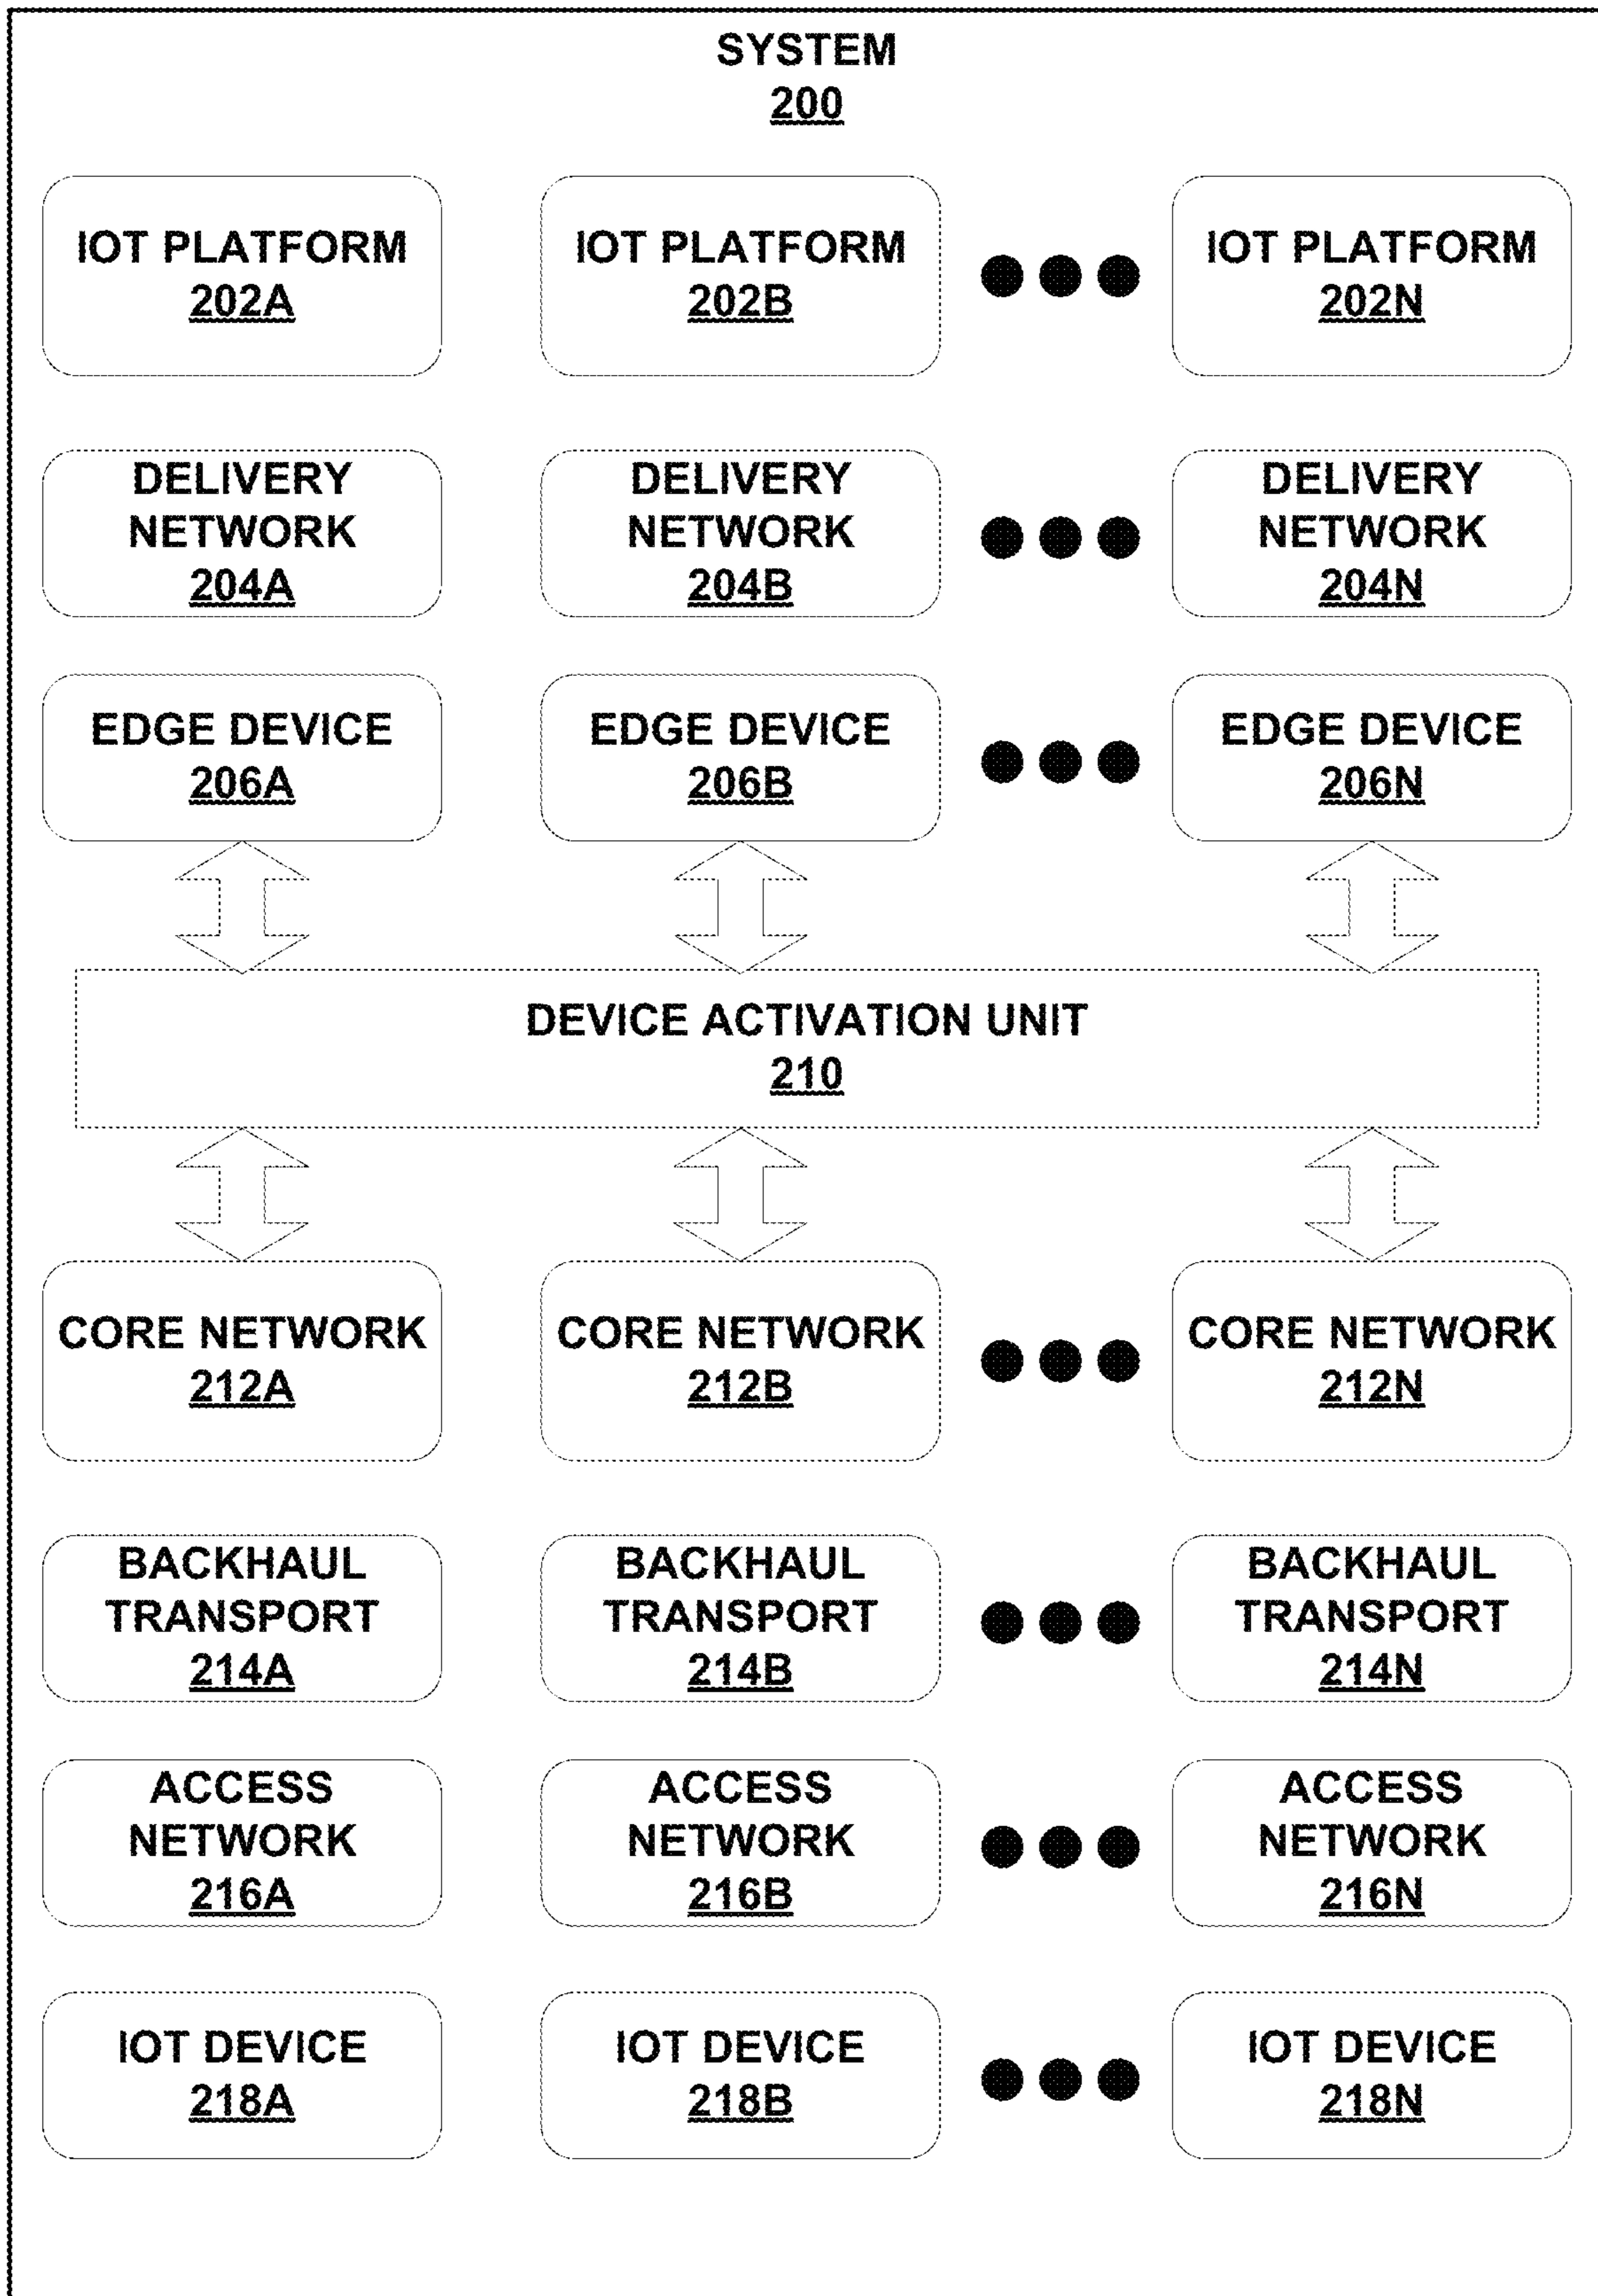 SYSTEM
200
IOT PLATFORM IOT PLATFORM IOT PLATFORM
202A 202B 202N
DELIVERY DELIVERY DELIVERY
NETWORK NETWORK NETWORK
204A 204B 204N
EDGE DEVICE EDGE DEVICE EDGE DEVICE
206A 206B 206N
DEVICE ACTIVATION UNIT
210
CORE NETWORK CORE NETWORK CORE NETWORK
212A 212B 212N
BACKHAUL BACKHAUL BACKHAUL
TRANSPORT TRANSPORT TRANSPORT
214A 214B 214N
ACCESS ACCESS ACCESS
NETWORK NETWORK NETWORK
216A 216B 216N
IOT DEVICE IOT DEVICE IOT DEVICE
218A 218B 218N